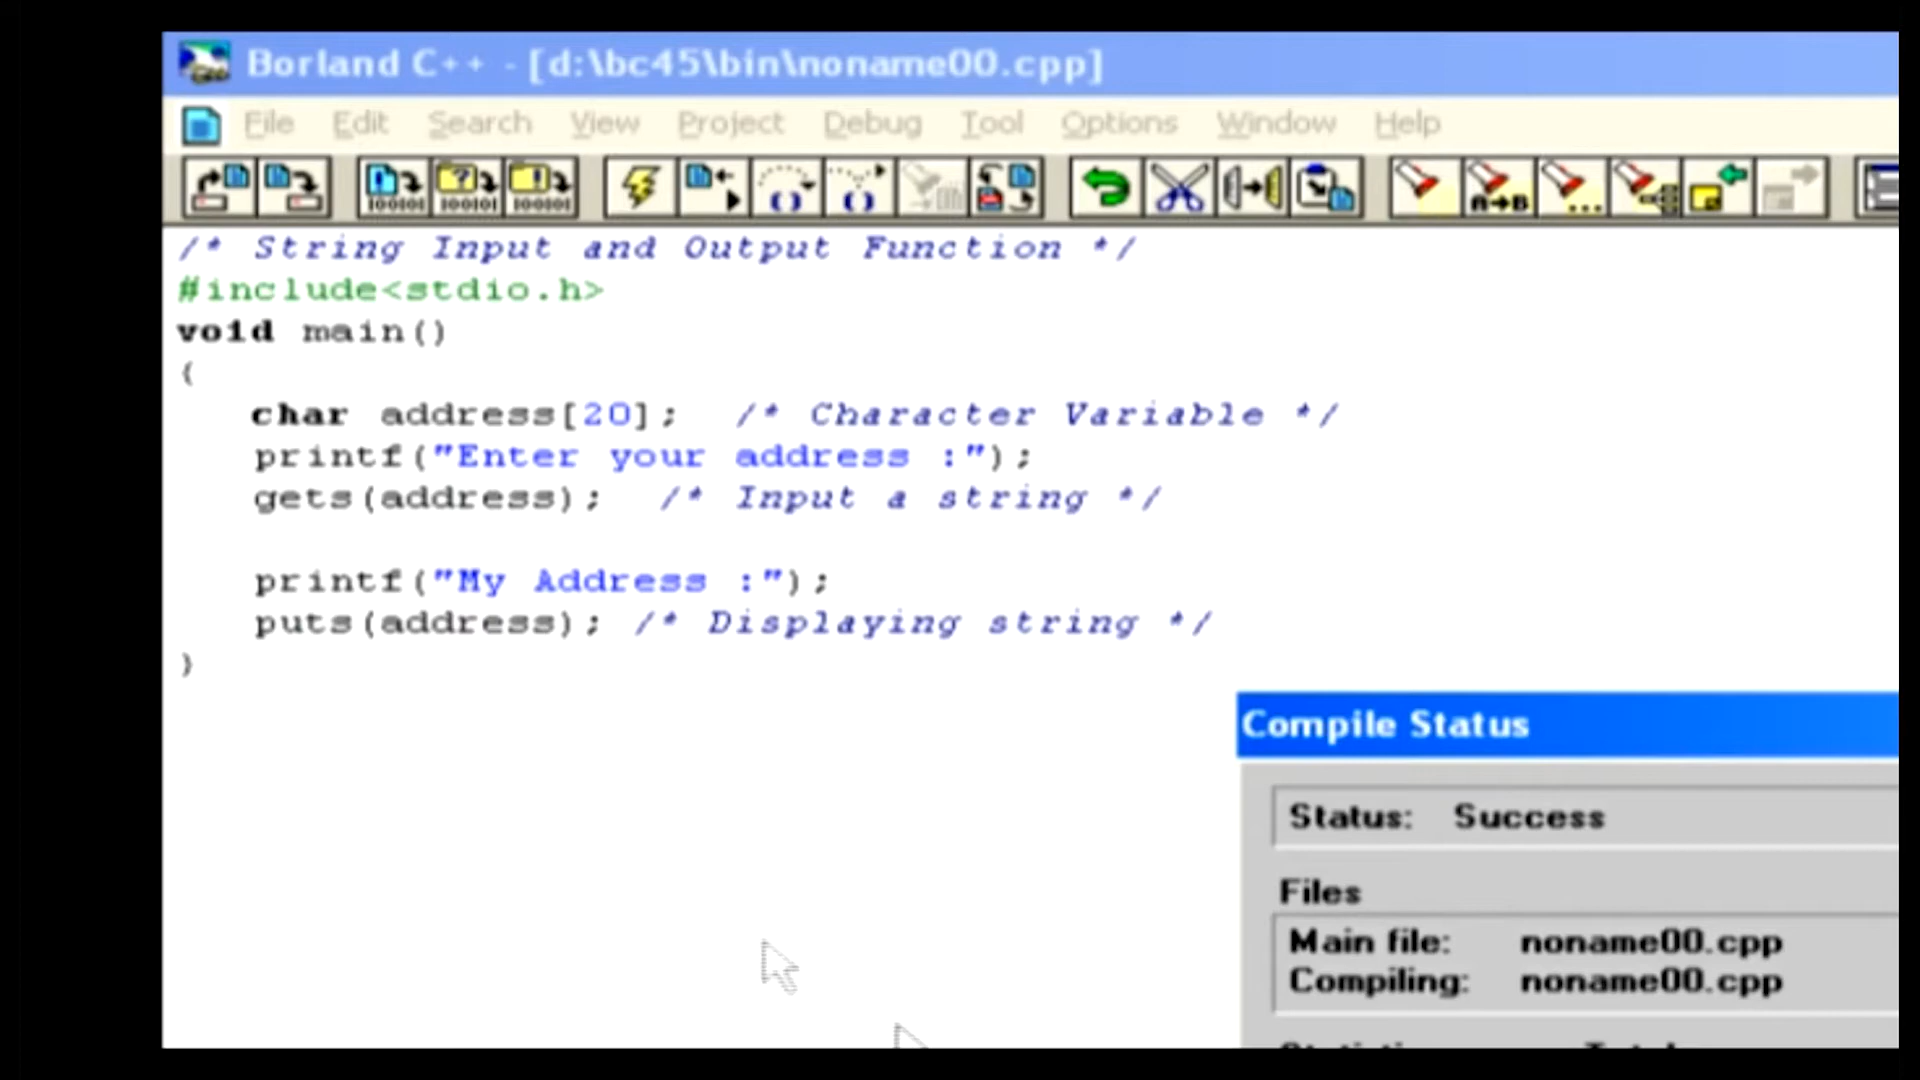 Borland C++ - [d:\bc45\bin\noname00.cpp]
File Edit Search View Project Debug Tool Options Window Help
/* String Input and Output Function */
#include<stdio.h>
void main()
{
char address[20]; /* Character Variable */
printf("Enter your address :");
gets(address); /* Input a string */
printf("My Address :");
puts(address); /* Displaying string */
}
Compile Status
Status: Success
Files
Main file: noname00.cpp
Compiling: noname00.cpp